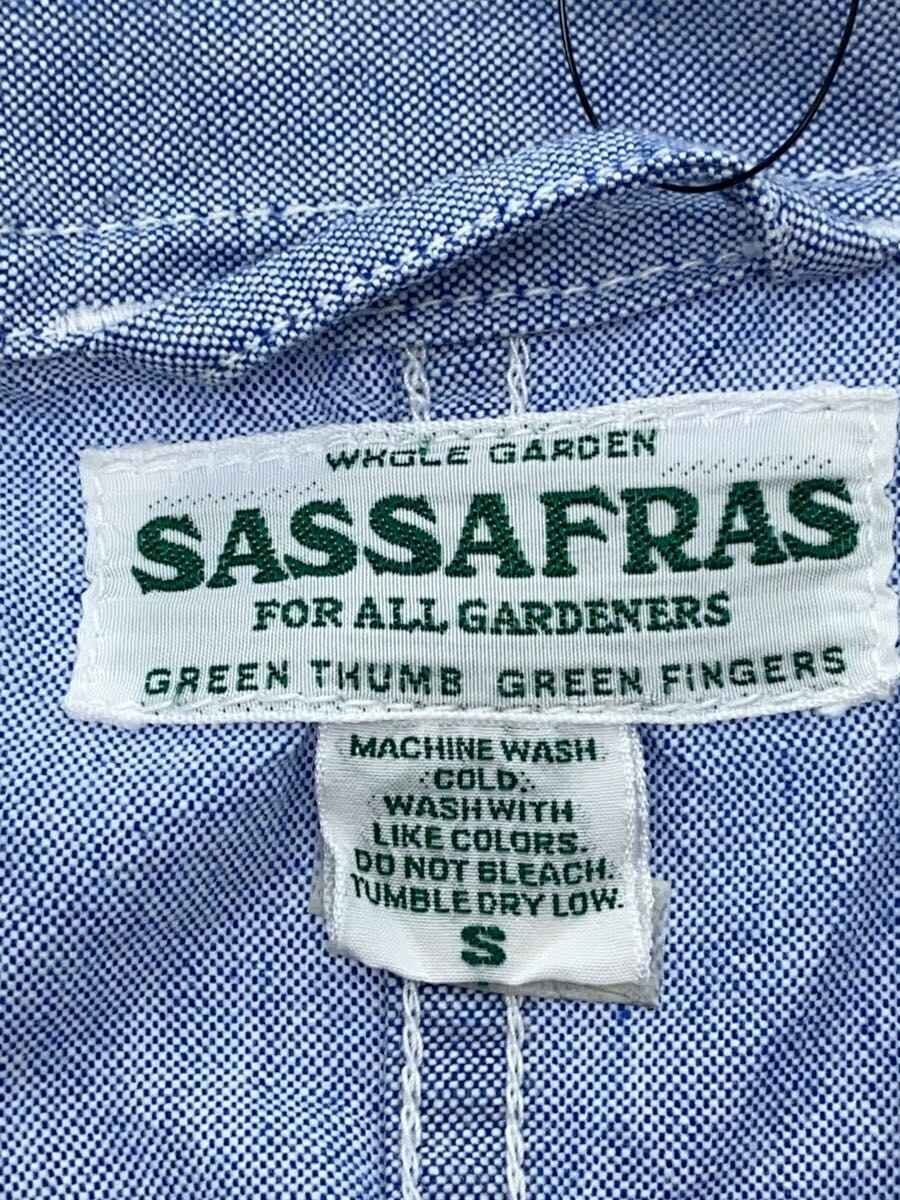 WHOLE GARDEN
SASSAFRAS
FOR ALL GARDENERS
GREEN THUMB GREEN FINGERS
MACHINE WASH
COLD.
WASH WITH
LIKE COLORS.
DO NOT BLEACH.
TUMBLE DRY LOW.
S